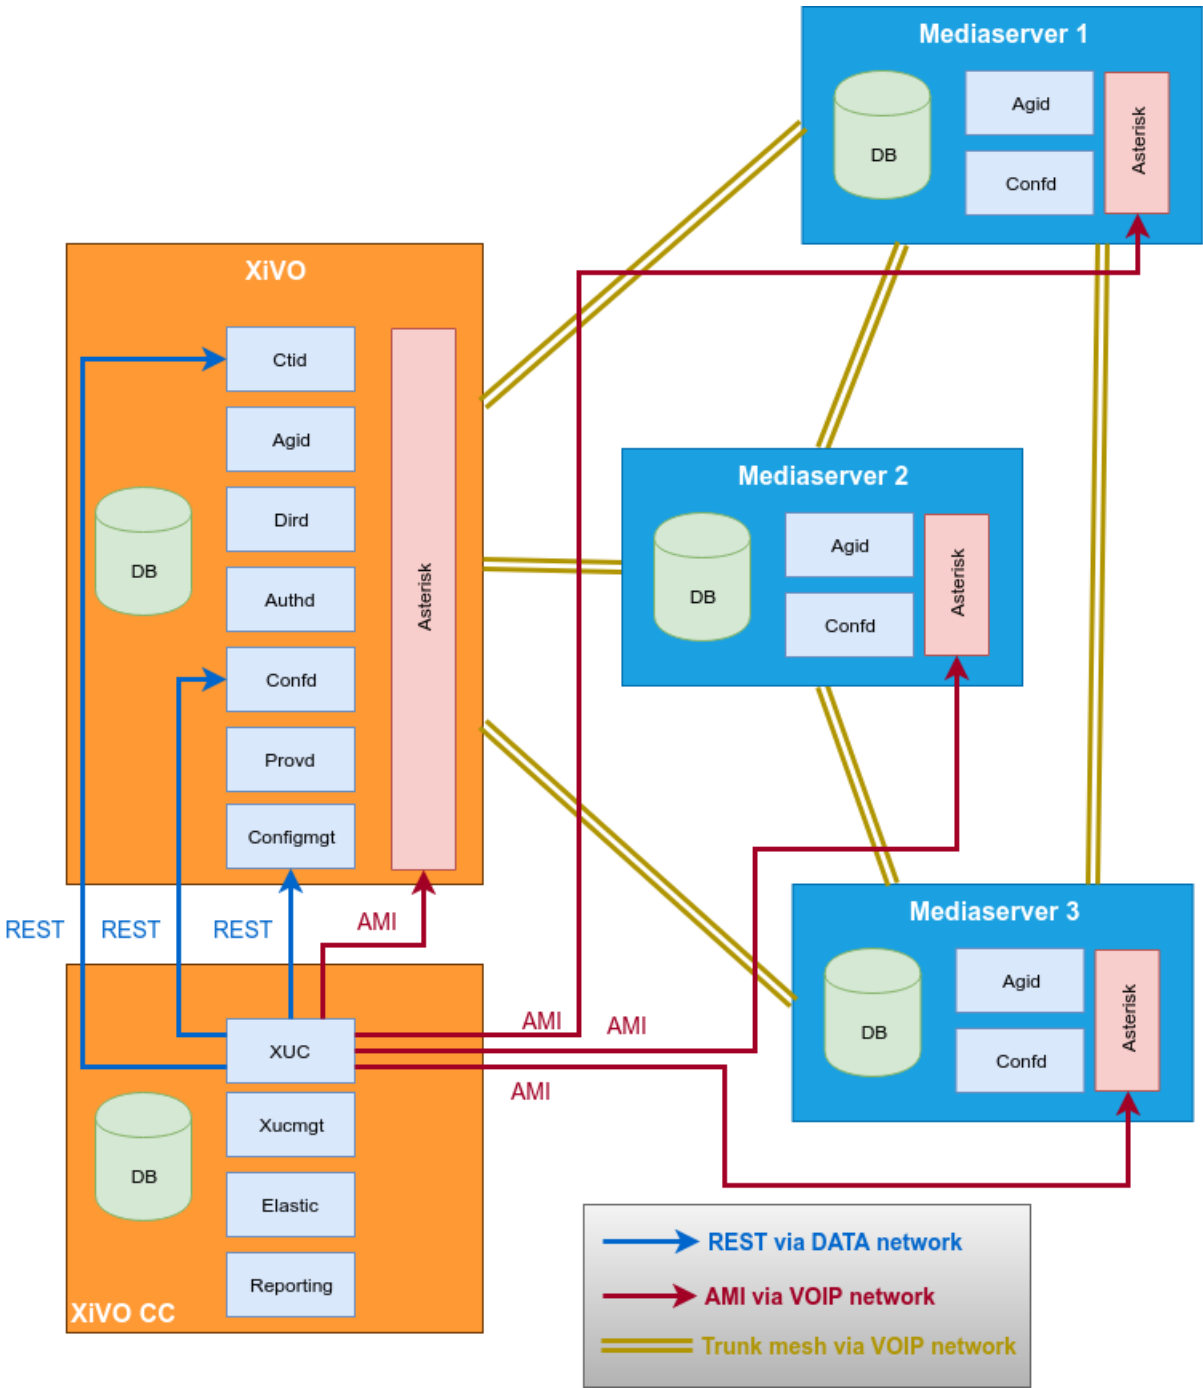 Mediaserver 1
DB
Agid
Confd
Asterisk
XiVO
Ctid
Agid
Dird
Authd
Confd
Provd
Configmgt
DB
Asterisk
Mediaserver 2
DB
Agid
Confd
Asterisk
Mediaserver 3
DB
Agid
Confd
Asterisk
REST
REST
REST
AMI
AMI
AMI
AMI
XUC
Xucmgt
Elastic
Reporting
DB
XiVO CC
REST via DATA network
AMI via VOIP network
Trunk mesh via VOIP network